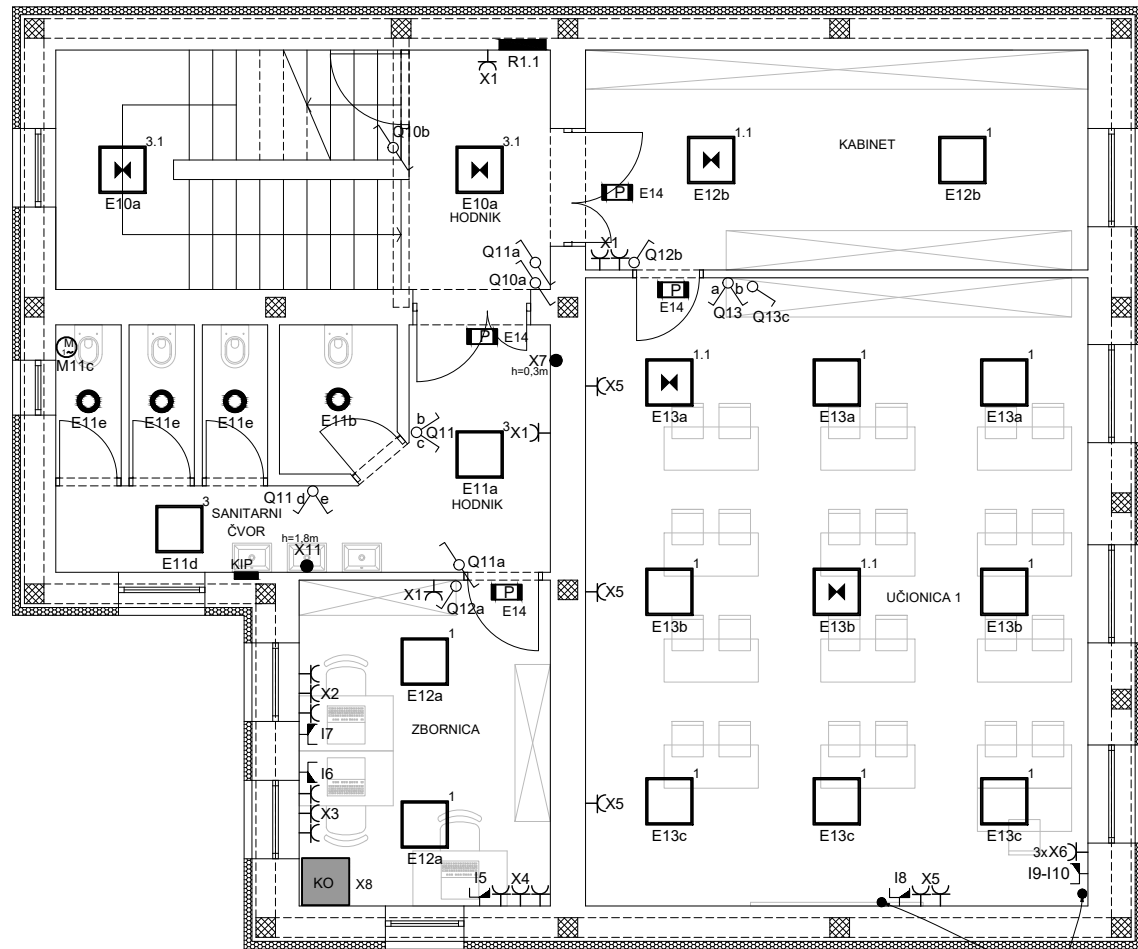 R1.1
X1
Q10b
3.1
E10a
3.1
E10a
HODNIK
1.1
E12b
KABINET
1
E12b
P E14
Q11a
X1
Q12b
Q10a
P
E14
a b
Q13
Q13c
P E14
M
1~
M11c
X7
h=0,3m
X5
1.1
E13a
1
E13a
1
E13a
E11e
E11e
E11e
E11b
b
Q11
c
3
X1
E11a
HODNIK
Q11 d e
3
E11d
SANITARNI
ČVOR
h=1,8m
X11
KIP
Q11a
X1
Q12a
P
E14
X5
1
E13b
1.1
E13b
UČIONICA 1
1
E13b
1
E12a
X2
I7
ZBORNICA
I6
X3
1
E12a
X5
1
E13c
1
E13c
1
E13c
3xX6
I9-I10
KO
X8
I5
X4
I8
X5